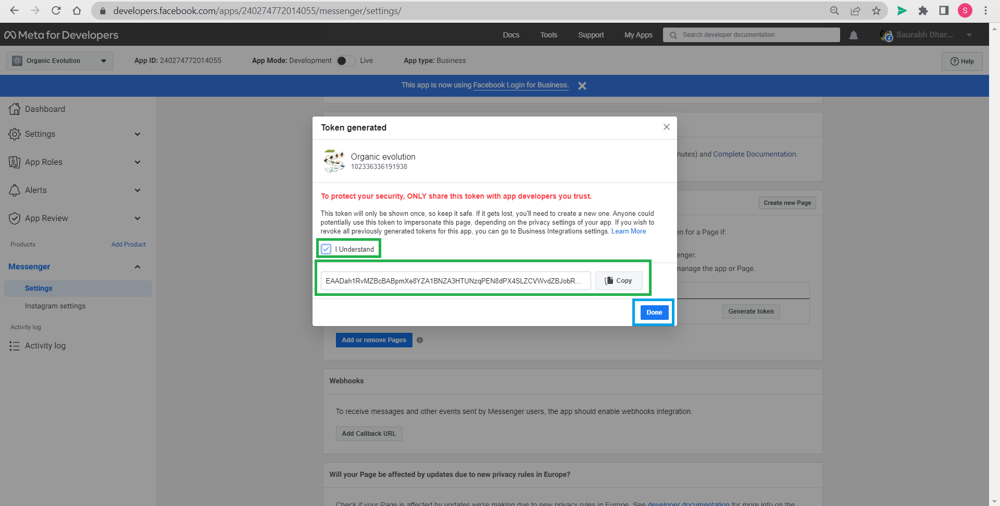 developers.facebook.com/apps/240274772014055/messenger/settings/
S
Meta for Developers
Docs
Tools
Support
My Apps
Search developer documentation
Saurabh Dhar...
Organic Evolution
App ID: 240274772014055
App Mode: Development
Live
App type: Business
Help
This app is now using Facebook Login for Business.
Dashboard
Settings
App Roles
Alerts
App Review
Products
Add Product
Messenger
Settings
Instagram settings
Activity log
Activity log
Token generated
Organic evolution
102336336191938
To protect your security, ONLY share this token with app developers you trust.
This token will only be shown once, so keep it safe. If it gets lost, you'll need to create a new one. Anyone could
potentially use this token to impersonate this page, depending on the privacy settings of your app. If you wish to
revoke all previously generated tokens for this app, you can go to Business Integrations settings. Learn More
I Understand
EAADah1RvMZBcBABpmXe8YZA1BNZA3HTUNzqPEN8dPX4SLZCVWvdZBJobR...
Copy
Done
nutes) and Complete Documentation.
Create new Page
en for a Page if:
enger.
manage the app or Page.
Generate token
Add or remove Pages
Webhooks
To receive messages and other events sent by Messenger users, the app should enable webhooks integration.
Add Callback URL
Will your Page be affected by updates due to new privacy rules in Europe?
Check if your Page is affected by updates we're making due to new privacy rules in Europe. See developer documentation for more info on the